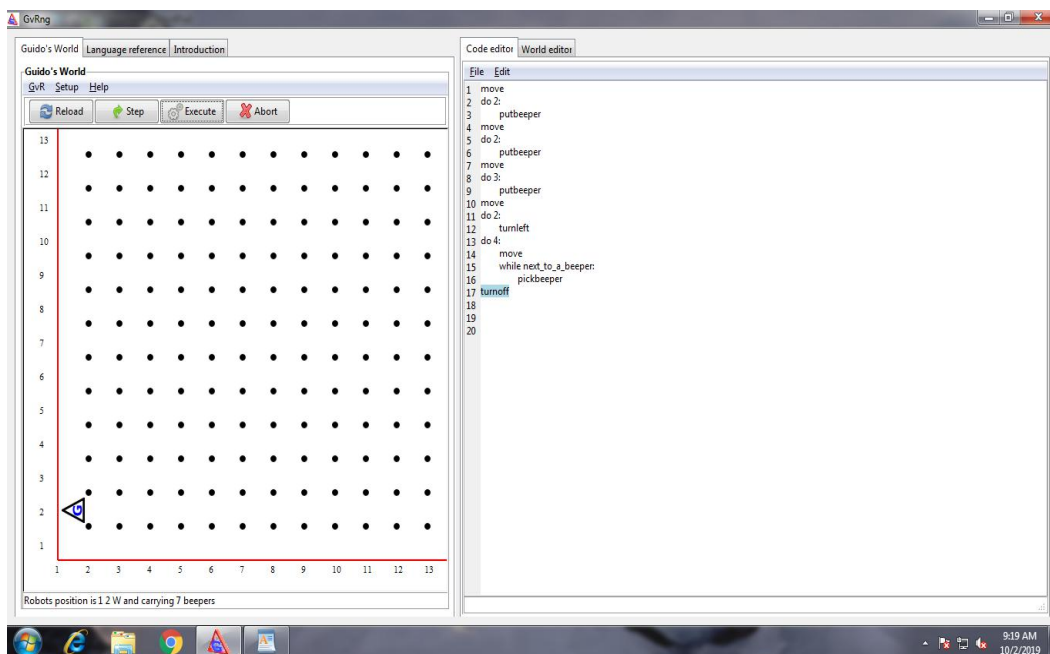 GvRng
Guido's World Language reference Introduction
Guido's World
GvR Setup Help
Reload Step Execute Abort
13
12
11
10
9
8
7
6
5
4
3
2
1
G
1 2 3 4 5 6 7 8 9 10 11 12 13
Robots position is 1 2 W and carrying 7 beepers
Code editor World editor
File Edit
1 move
2 do 2:
3 putbeeper
4 move
5 do 2:
6 putbeeper
7 move
8 do 3:
9 putbeeper
10 move
11 do 2:
12 turnleft
13 do 4:
14 move
15 while next_to_a_beeper:
16 pickbeeper
17 turnoff
18
19
20
9:19 AM
10/2/2019